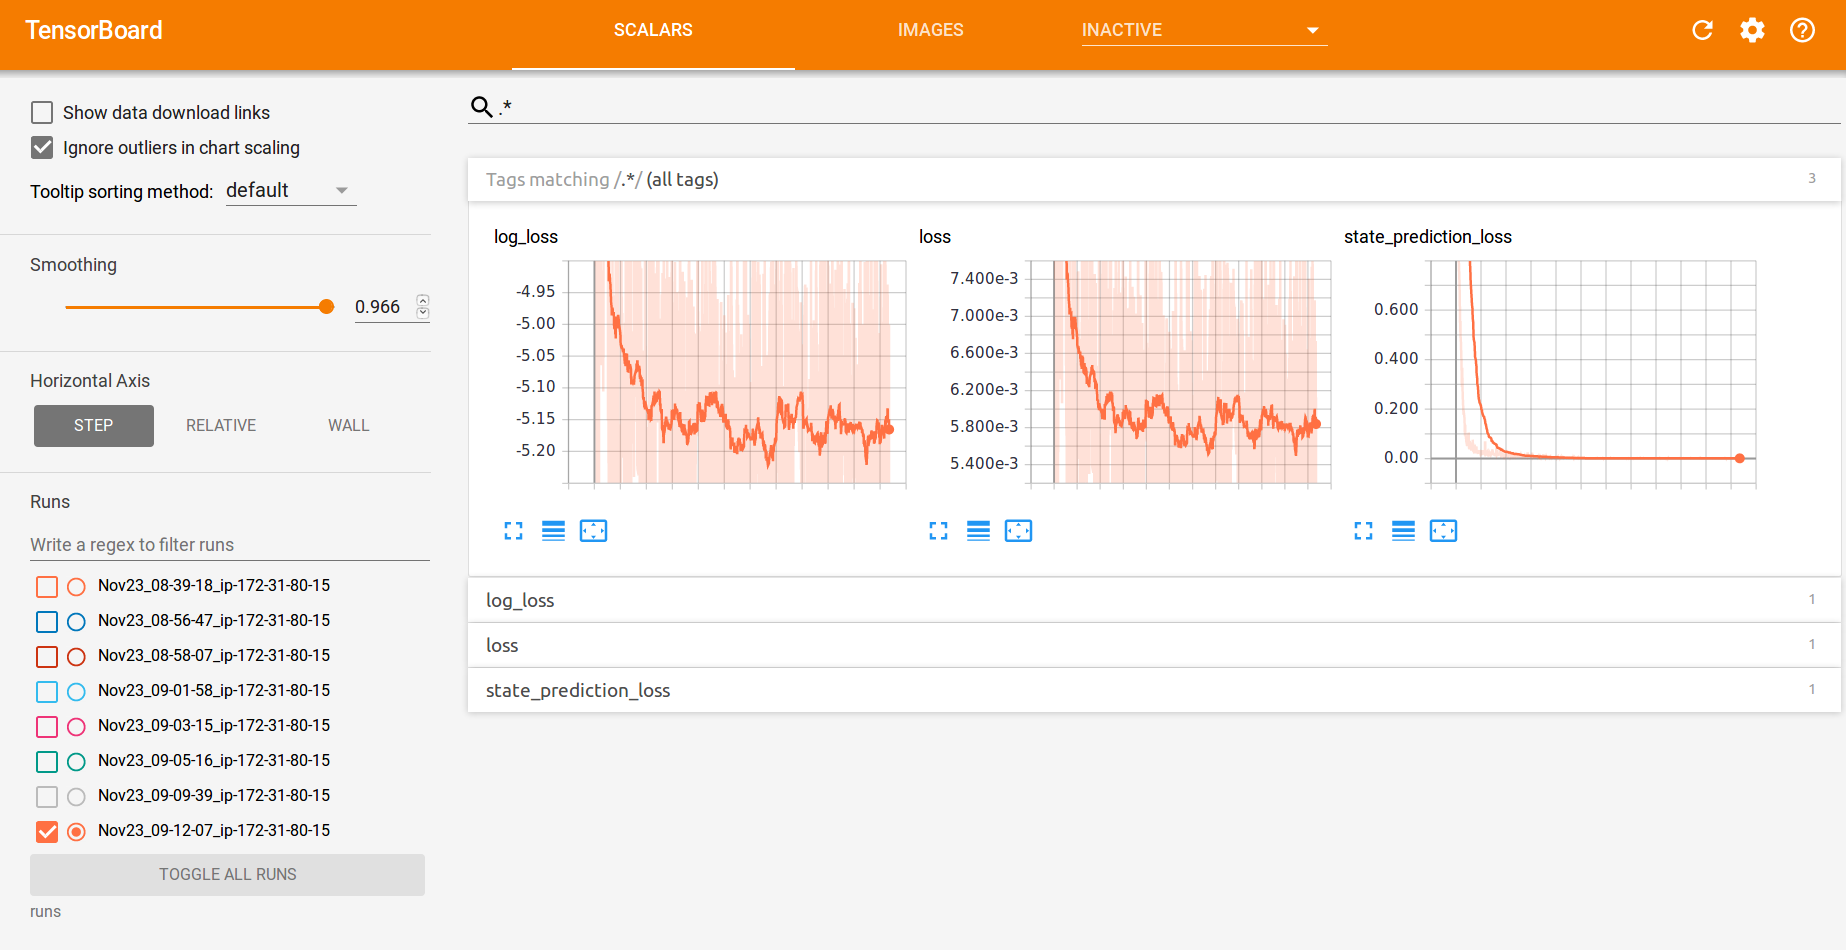 TensorBoard
SCALARS
IMAGES
INACTIVE
Show data download links
Ignore outliers in chart scaling
Tooltip sorting method: default
Smoothing
0.966
Horizontal Axis
STEP RELATIVE WALL
Runs
Write a regex to filter runs
Nov23_08-39-18_ip-172-31-80-15
Nov23_08-56-47_ip-172-31-80-15
Nov23_08-58-07_ip-172-31-80-15
Nov23_09-01-58_ip-172-31-80-15
Nov23_09-03-15_ip-172-31-80-15
Nov23_09-05-16_ip-172-31-80-15
Nov23_09-09-39_ip-172-31-80-15
Nov23_09-12-07_ip-172-31-80-15
TOGGLE ALL RUNS
runs
.*
Tags matching /.*/ (all tags) 3
log_loss
-4.95
-5.00
-5.05
-5.10
-5.15
-5.20
loss
7.400e-3
7.000e-3
6.600e-3
6.200e-3
5.800e-3
5.400e-3
state_prediction_loss
0.600
0.400
0.200
0.00
log_loss 1
loss 1
state_prediction_loss 1